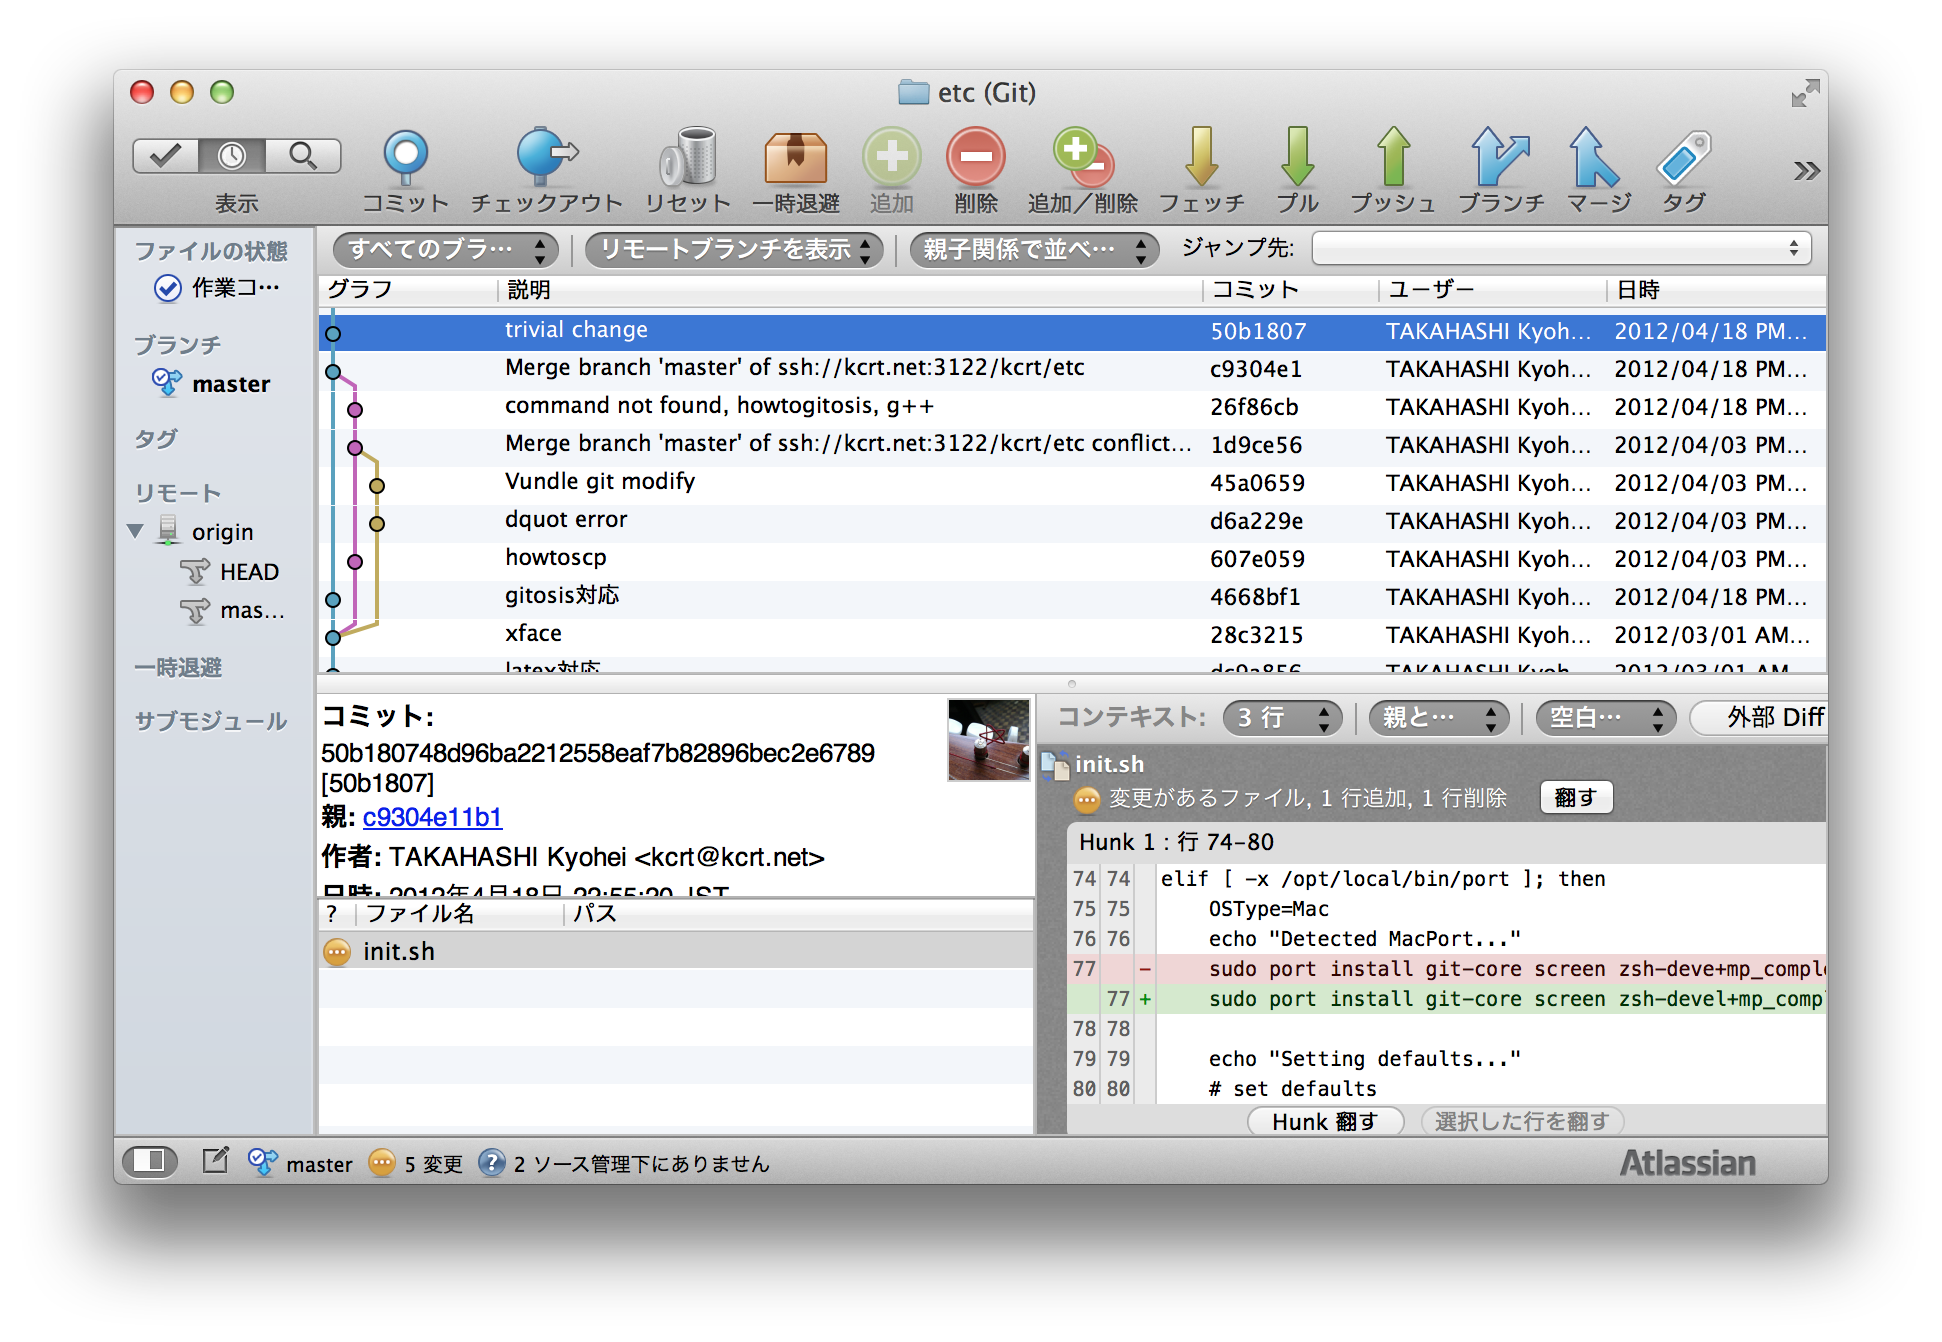 etc (Git)
表示
コミット
チェックアウト
リセット
一時退避
追加
削除
追加／削除
フェッチ
プル
プッシュ
ブランチ
マージ
タグ
ファイルの状態
作業コ…
ブランチ
master
タグ
リモート
origin
HEAD
mas…
一時退避
サブモジュール
すべてのブラ… リモートブランチを表示 親子関係で並べ… ジャンプ先:
グラフ 説明 コミット ユーザー 日時
trivial change 50b1807 TAKAHASHI Kyoh… 2012/04/18 PM…
Merge branch 'master' of ssh://kcrt.net:3122/kcrt/etc c9304e1 TAKAHASHI Kyoh… 2012/04/18 PM…
command not found, howtogitosis, g++ 26f86cb TAKAHASHI Kyoh… 2012/04/18 PM…
Merge branch 'master' of ssh://kcrt.net:3122/kcrt/etc conflict… 1d9ce56 TAKAHASHI Kyoh… 2012/04/03 PM…
Vundle git modify 45a0659 TAKAHASHI Kyoh… 2012/04/03 PM…
dquot error d6a229e TAKAHASHI Kyoh… 2012/04/03 PM…
howtoscp 607e059 TAKAHASHI Kyoh… 2012/04/03 PM…
gitosis対応 4668bf1 TAKAHASHI Kyoh… 2012/04/18 PM…
xface 28c3215 TAKAHASHI Kyoh… 2012/03/01 AM…
latex対応 dc9a856 TAKAHASHI Kyoh… 2012/03/01 AM…
コミット:
50b180748d96ba2212558eaf7b82896bec2e6789
[50b1807]
親: c9304e11b1
作者: TAKAHASHI Kyohei <kcrt@kcrt.net>
日時: 2012年4月18日 22:55:20 JST
? ファイル名 パス
init.sh
コンテキスト: 3 行 親と… 空白… 外部 Diff
init.sh
変更があるファイル, 1 行追加, 1 行削除 翻す
Hunk 1 : 行 74-80
74 74 elif [ -x /opt/local/bin/port ]; then
75 75 OSType=Mac
76 76 echo "Detected MacPort..."
77 - sudo port install git-core screen zsh-deve+mp_compl
77 + sudo port install git-core screen zsh-devel+mp_comp
78 78
79 79 echo "Setting defaults..."
80 80 # set defaults
Hunk 翻す 選択した行を翻す
master 5 変更 ? 2 ソース管理下にありません
Atlassian